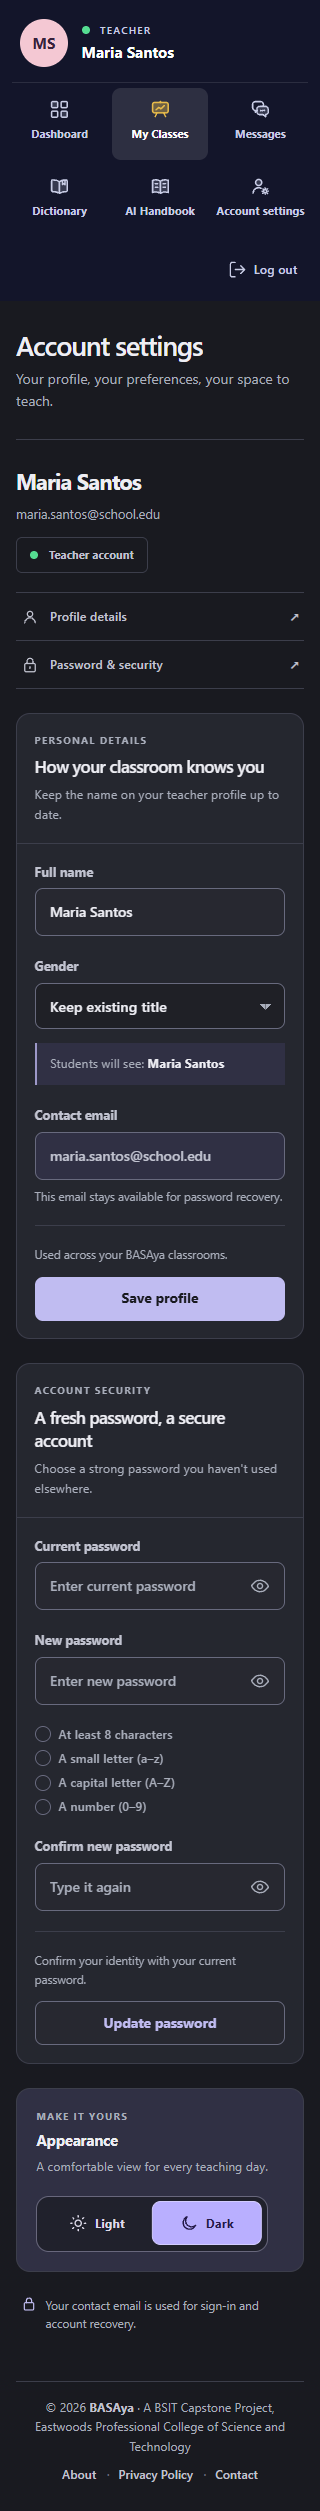 MS
TEACHER
Maria Santos
Dashboard
My Classes
Messages
Dictionary
AI Handbook
Account settings
Log out
Account settings
Your profile, your preferences, your space to
teach.
Maria Santos
maria.santos@school.edu
Teacher account
Profile details
Password & security
PERSONAL DETAILS
How your classroom knows you
Keep the name on your teacher profile up to
date.
Full name
Maria Santos
Gender
Keep existing title
Students will see: Maria Santos
Contact email
maria.santos@school.edu
This email stays available for password recovery.
Used across your BASAya classrooms.
Save profile
ACCOUNT SECURITY
A fresh password, a secure
account
Choose a strong password you haven't used
elsewhere.
Current password
Enter current password
New password
Enter new password
At least 8 characters
A small letter (a–z)
A capital letter (A–Z)
A number (0–9)
Confirm new password
Type it again
Confirm your identity with your current
password.
Update password
MAKE IT YOURS
Appearance
A comfortable view for every teaching day.
Light
Dark
Your contact email is used for sign-in and
account recovery.
© 2026 BASAya · A BSIT Capstone Project,
Eastwoods Professional College of Science and
Technology
About · Privacy Policy · Contact